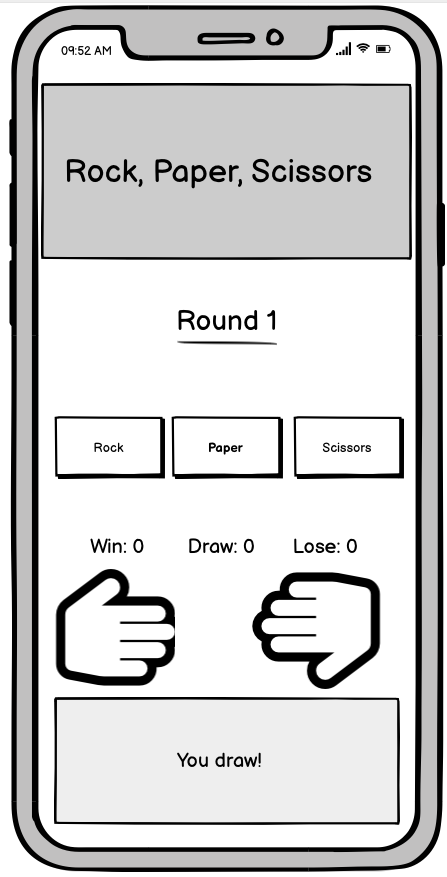 09:52 AM
Rock, Paper, Scissors
Round 1
Rock Paper Scissors
Win: 0 Draw: 0 Lose: 0
You draw!